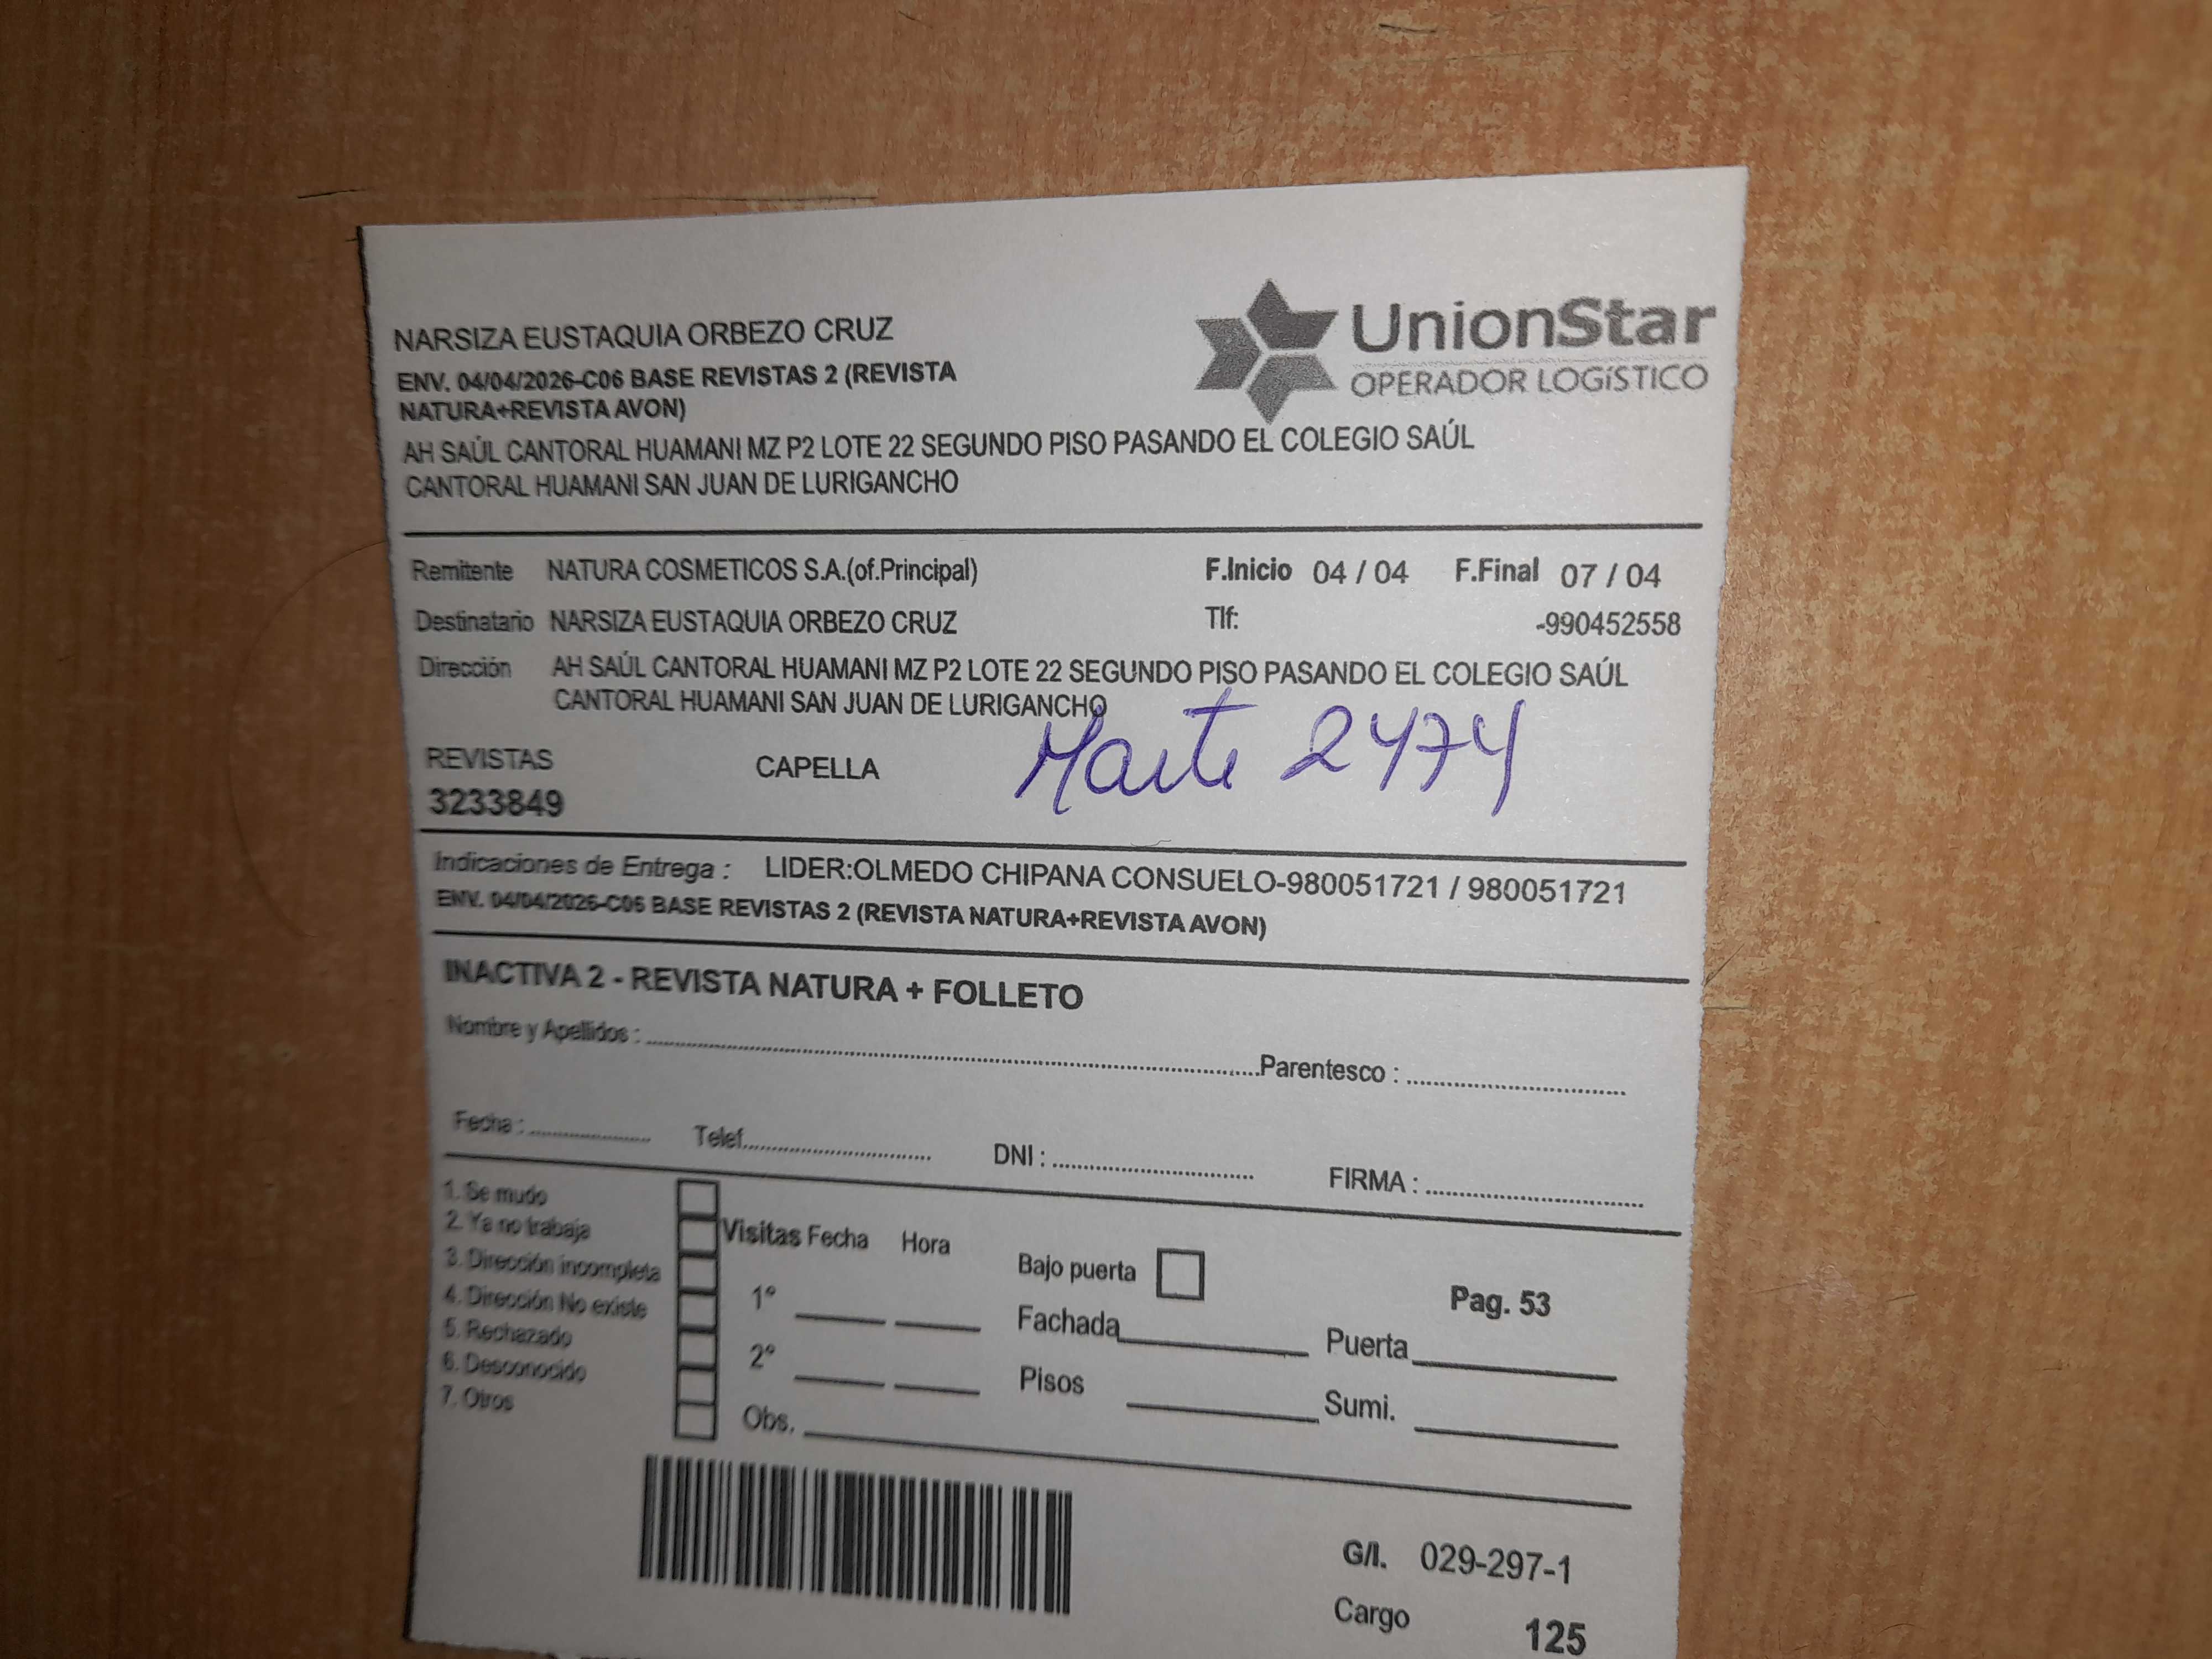 NARSIZA EUSTAQUIA ORBEZO CRUZ
ENV. 04/04/2026-C06 BASE REVISTAS 2 (REVISTA
NATURA+REVISTA AVON)
AH SAÚL CANTORAL HUAMANI MZ P2 LOTE 22 SEGUNDO PISO PASANDO EL COLEGIO SAÚL
CANTORAL HUAMANI SAN JUAN DE LURIGANCHO
UnionStar
OPERADOR LOGíSTICO
Remitente NATURA COSMETICOS S.A.(of.Principal) F.Inicio 04 / 04 F.Final 07 / 04
Destinatario NARSIZA EUSTAQUIA ORBEZO CRUZ Tlf: -990452558
Dirección AH SAÚL CANTORAL HUAMANI MZ P2 LOTE 22 SEGUNDO PISO PASANDO EL COLEGIO SAÚL
CANTORAL HUAMANI SAN JUAN DE LURIGANCHO
REVISTAS CAPELLA Marte 2474
3233849
Indicaciones de Entrega : LIDER:OLMEDO CHIPANA CONSUELO-980051721 / 980051721
ENV. 04/04/2026-C06 BASE REVISTAS 2 (REVISTA NATURA+REVISTA AVON)
INACTIVA 2 - REVISTA NATURA + FOLLETO
Nombre y Apellidos : Parentesco :
Fecha : Telef. DNI : FIRMA :
1. Se mudo
2. Ya no trabaja
3. Dirección incompleta
4. Dirección No existe
5. Rechazado
6. Desconocido
7. Otros
Visitas Fecha Hora
1°
2°
Obs.
Bajo puerta
Fachada Puerta
Pisos Sumi.
Pag. 53
G/I. 029-297-1
Cargo 125